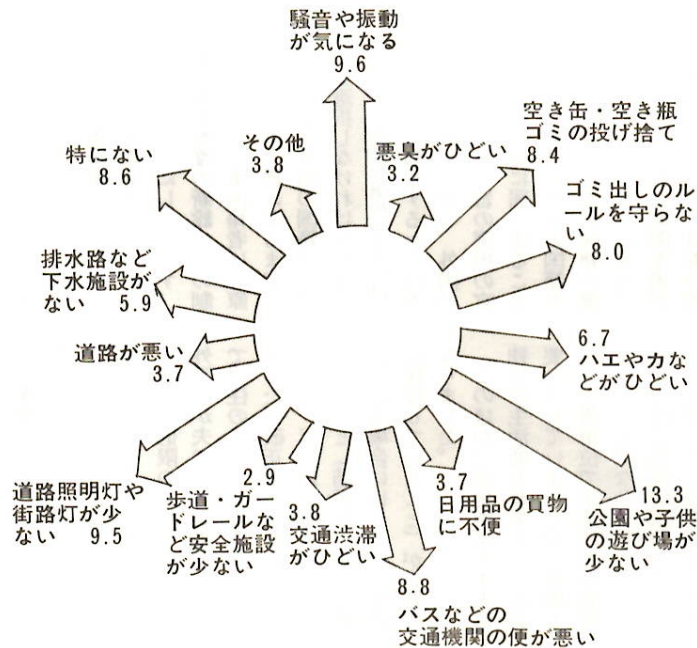 騒音や振動
が気になる
9.6
悪臭がひどい
3.2
空き缶・空き瓶
ゴミの投げ捨て
8.4
ゴミ出しのル
ールを守らな
い 8.0
6.7
ハエやカな
どがひどい
13.3
公園や子供
の遊び場が
少ない
3.7
日用品の買物
に不便
8.8
バスなどの
交通機関の便が悪い
3.8
交通渋滞
がひどい
2.9
歩道・ガー
ドレールな
ど安全施設
が少ない
道路照明灯や
街路灯が少
ない 9.5
道路が悪い
3.7
排水路など
下水施設が
ない 5.9
特にない
8.6
その他
3.8